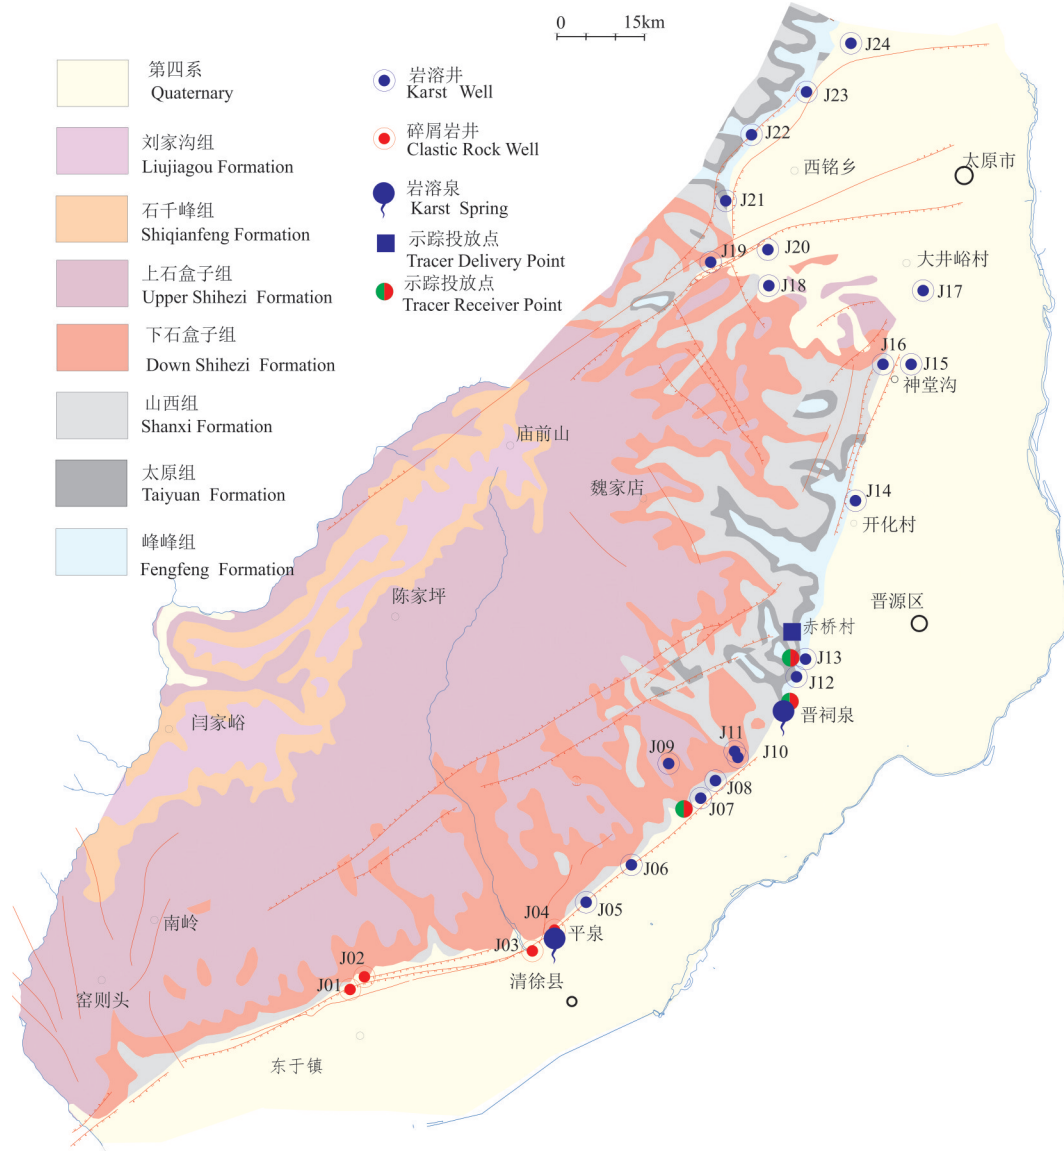 0 15km
第四系
Quaternary
刘家沟组
Liujiagou Formation
石千峰组
Shiqianfeng Formation
上石盒子组
Upper Shihezi Formation
下石盒子组
Down Shihezi Formation
山西组
Shanxi Formation
太原组
Taiyuan Formation
峰峰组
Fengfeng Formation
岩溶井
Karst Well
碎屑岩井
Clastic Rock Well
岩溶泉
Karst Spring
示踪投放点
Tracer Delivery Point
示踪投放点
Tracer Receiver Point
J24
J23
J22
西铭乡
太原市
J21
J20
J19
大井峪村
J18
J17
J16
J15
神堂沟
庙前山
魏家店
J14
开化村
陈家坪
晋源区
赤桥村
J13
J12
晋祠泉
闫家峪
J11
J10
J09
J08
J07
J06
J05
J04
平泉
南岭
J03
J02
清徐县
J01
窑则头
东于镇